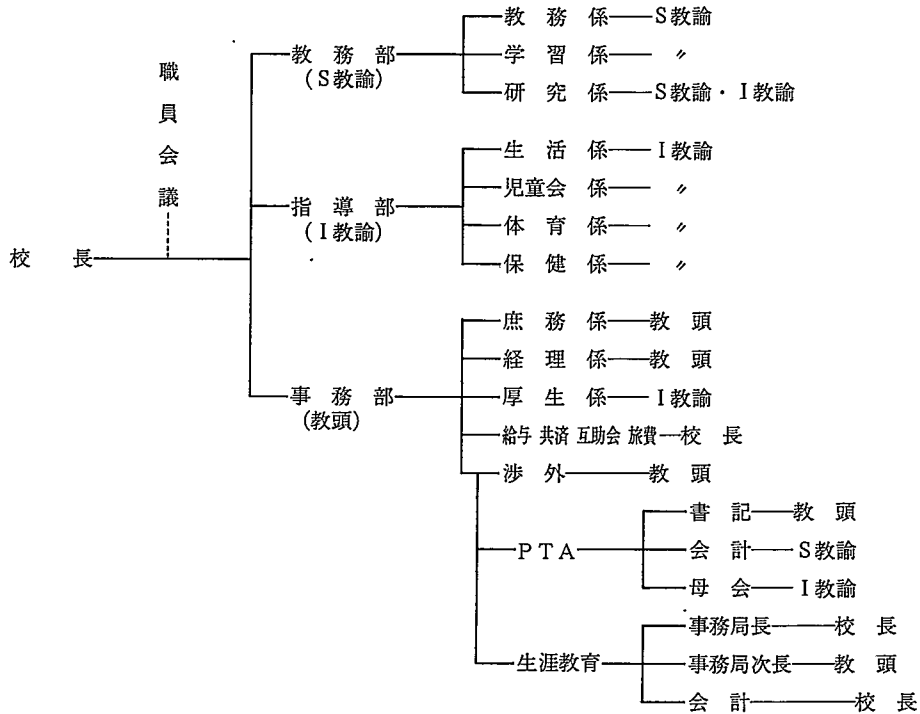 校長
職員会議
教務部
(S教諭)
教務係 S教諭
学習係 〃
研究係 S教諭・I教諭
指導部
(I教諭)
生活係 I教諭
児童会係 〃
体育係 〃
保健係 〃
事務部
(教頭)
庶務係 教頭
経理係 教頭
厚生係 I教諭
給与 共済 互助会 旅費 校長
渉外 教頭
PTA
書記 教頭
会計 S教諭
母会 I教諭
生涯教育
事務局長 校長
事務局次長 教頭
会計 校長